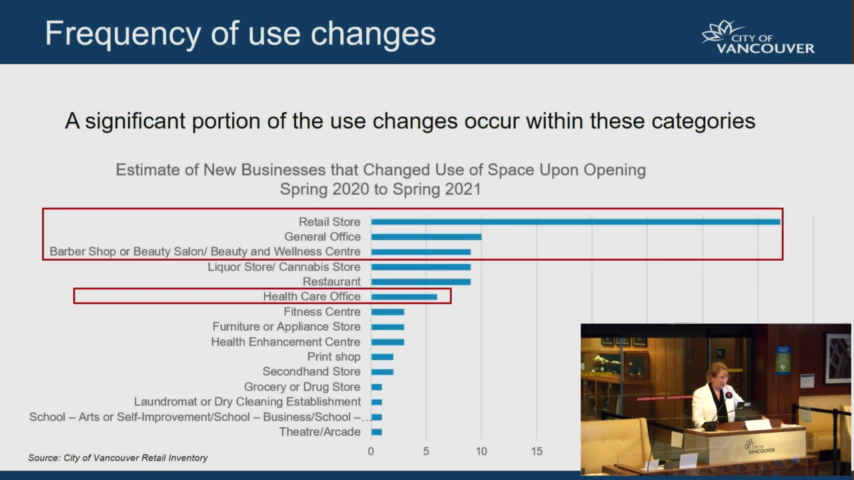 Frequency of use changes
CITY OF
VANCOUVER
A significant portion of the use changes occur within these categories
Estimate of New Businesses that Changed Use of Space Upon Opening
Spring 2020 to Spring 2021
Retail Store
General Office
Barber Shop or Beauty Salon/ Beauty and Wellness Centre
Liquor Store/ Cannabis Store
Restaurant
Health Care Office
Fitness Centre
Furniture or Appliance Store
Health Enhancement Centre
Print shop
Secondhand Store
Grocery or Drug Store
Laundromat or Dry Cleaning Establishment
School – Arts or Self-Improvement/School – Business/School –...
Theatre/Arcade
0 5 10 15
Source: City of Vancouver Retail Inventory
CITY OF
VANCOUVER